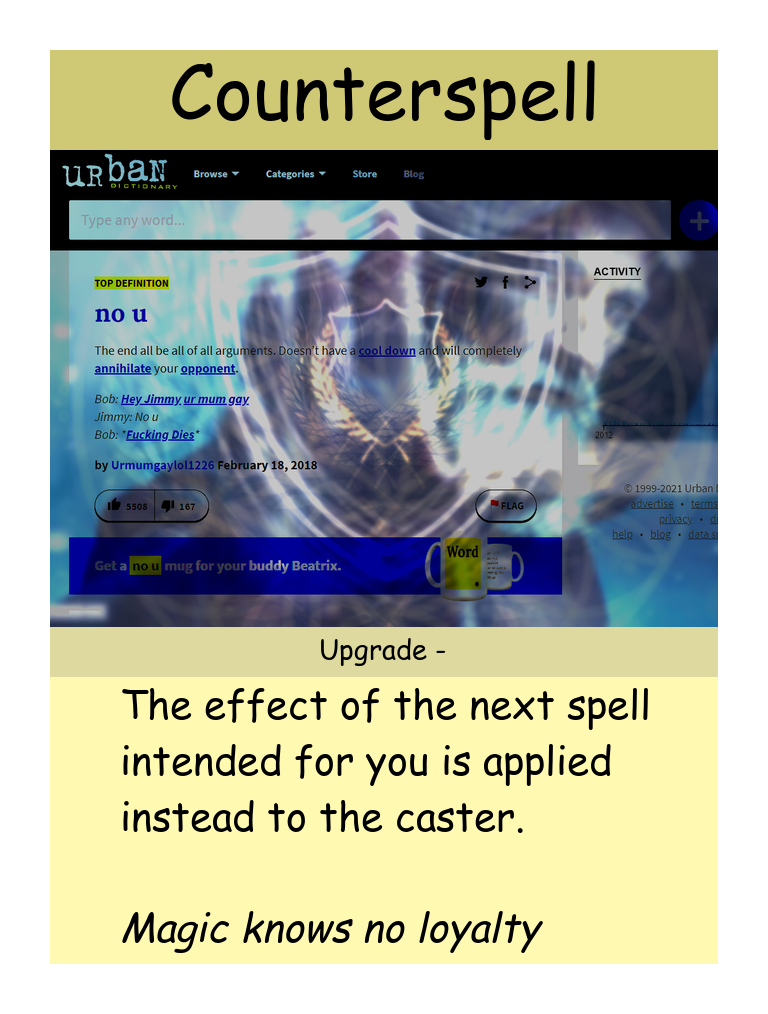 Counterspell
urban
DICTIONARY
Browse
Categories
Store
Blog
Type any word...
TOP DEFINITION
ACTIVITY
no u
The end all be all of all arguments. Doesn't have a cool down and will completely
annihilate your opponent.
Bob: Hey Jimmy ur mum gay
Jimmy: No u
Bob: *Fucking Dies*
2012
by Urmumgaylol1226 February 18, 2018
© 1999-2021 Urban
advertise • terms
privacy •
help • blog • data
5508
167
FLAG
Get a no u mug for your buddy Beatrix.
Word
Upgrade -
The effect of the next spell
intended for you is applied
instead to the caster.
Magic knows no loyalty